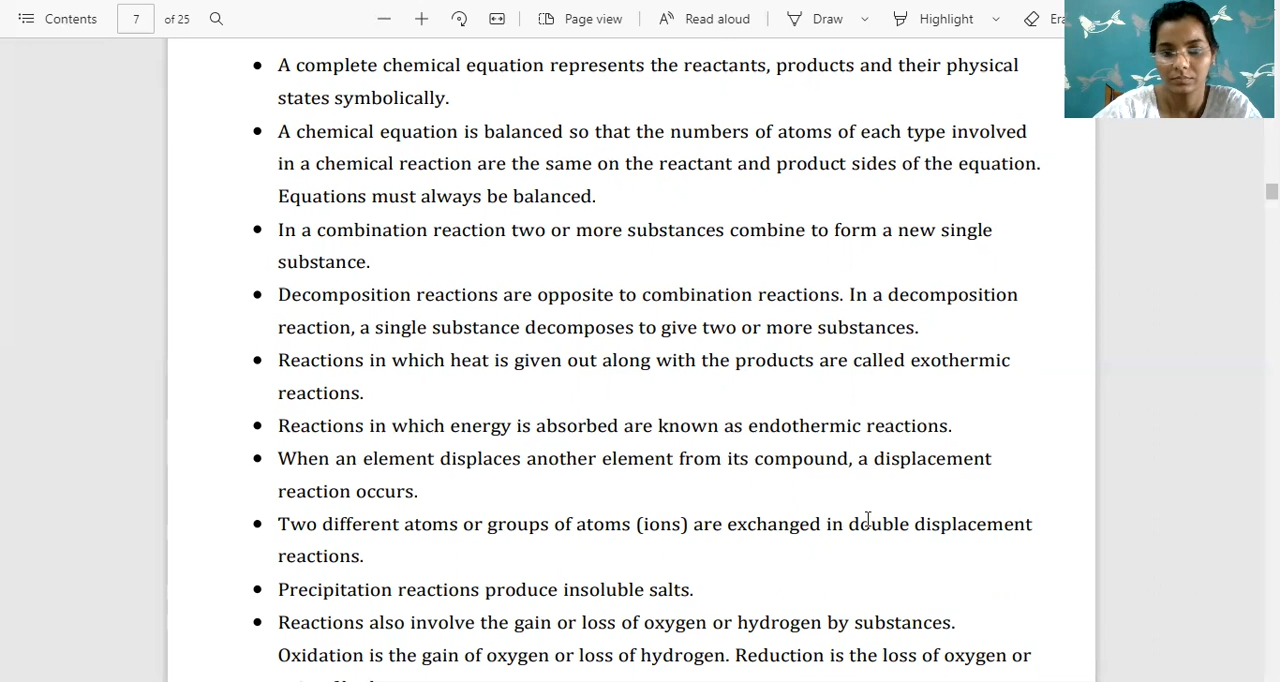 Contents 7 of 25 Page view Read aloud Draw Highlight
• A complete chemical equation represents the reactants, products and their physical
states symbolically.
• A chemical equation is balanced so that the numbers of atoms of each type involved
in a chemical reaction are the same on the reactant and product sides of the equation.
Equations must always be balanced.
• In a combination reaction two or more substances combine to form a new single
substance.
• Decomposition reactions are opposite to combination reactions. In a decomposition
reaction, a single substance decomposes to give two or more substances.
• Reactions in which heat is given out along with the products are called exothermic
reactions.
• Reactions in which energy is absorbed are known as endothermic reactions.
• When an element displaces another element from its compound, a displacement
reaction occurs.
• Two different atoms or groups of atoms (ions) are exchanged in double displacement
reactions.
• Precipitation reactions produce insoluble salts.
• Reactions also involve the gain or loss of oxygen or hydrogen by substances.
Oxidation is the gain of oxygen or loss of hydrogen. Reduction is the loss of oxygen or